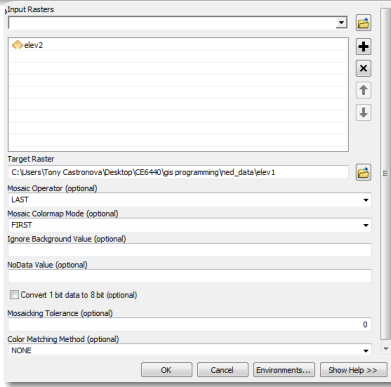 Input Rasters
elev2
Target Raster
C:\Users\Tony Castronova\Desktop\CE6440\gis programming\ned_data\elev1
Mosaic Operator (optional)
LAST
Mosaic Colormap Mode (optional)
FIRST
Ignore Background Value (optional)
NoData Value (optional)
Convert 1 bit data to 8 bit (optional)
Mosaicking Tolerance (optional)
0
Color Matching Method (optional)
NONE
OK Cancel Environments... Show Help >>